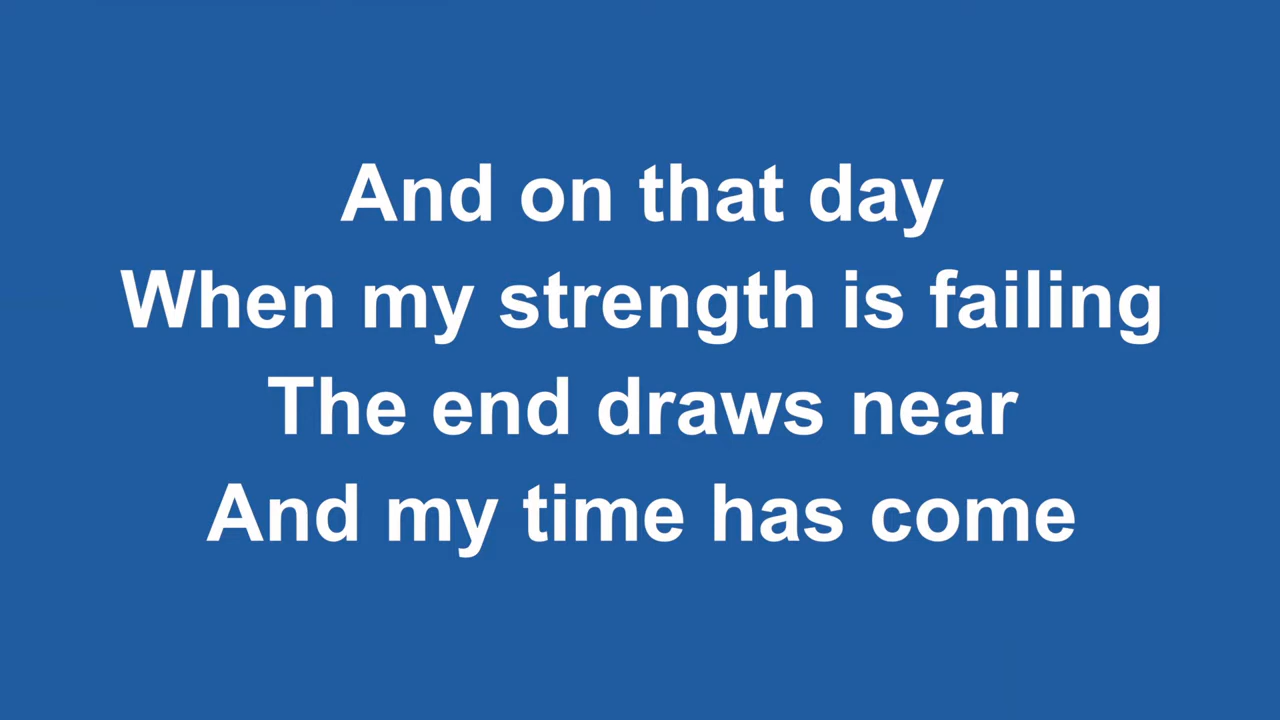 And on that day
When my strength is failing
The end draws near
And my time has come